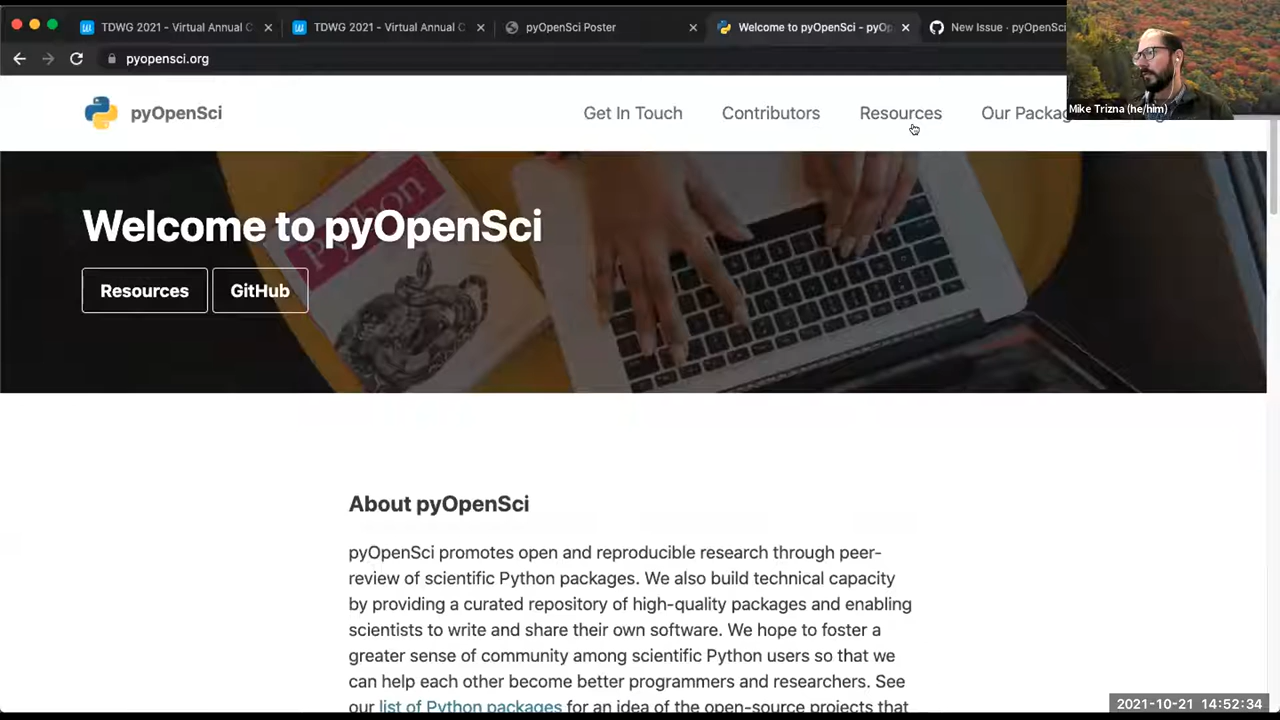 TDWG 2021 - Virtual Annual C
TDWG 2021 - Virtual Annual C
pyOpenSci Poster
Welcome to pyOpenSci - pyO
New Issue · pyOpenSci
pyopensci.org
Mike Trizna (he/him)
pyOpenSci
Get In Touch
Contributors
Resources
Our Packag
Python
Welcome to pyOpenSci
Resources
GitHub
About pyOpenSci
pyOpenSci promotes open and reproducible research through peer-
review of scientific Python packages. We also build technical capacity
by providing a curated repository of high-quality packages and enabling
scientists to write and share their own software. We hope to foster a
greater sense of community among scientific Python users so that we
can help each other become better programmers and researchers. See
our list of Python packages for an idea of the open-source projects that
2021-10-21 14:52:34